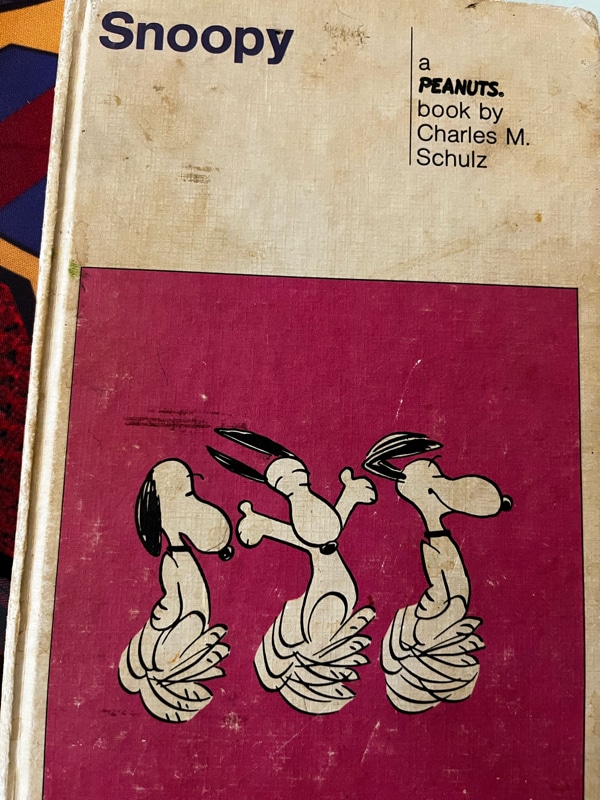 Snoopy
a
PEANUTS.
book by
Charles M.
Schulz